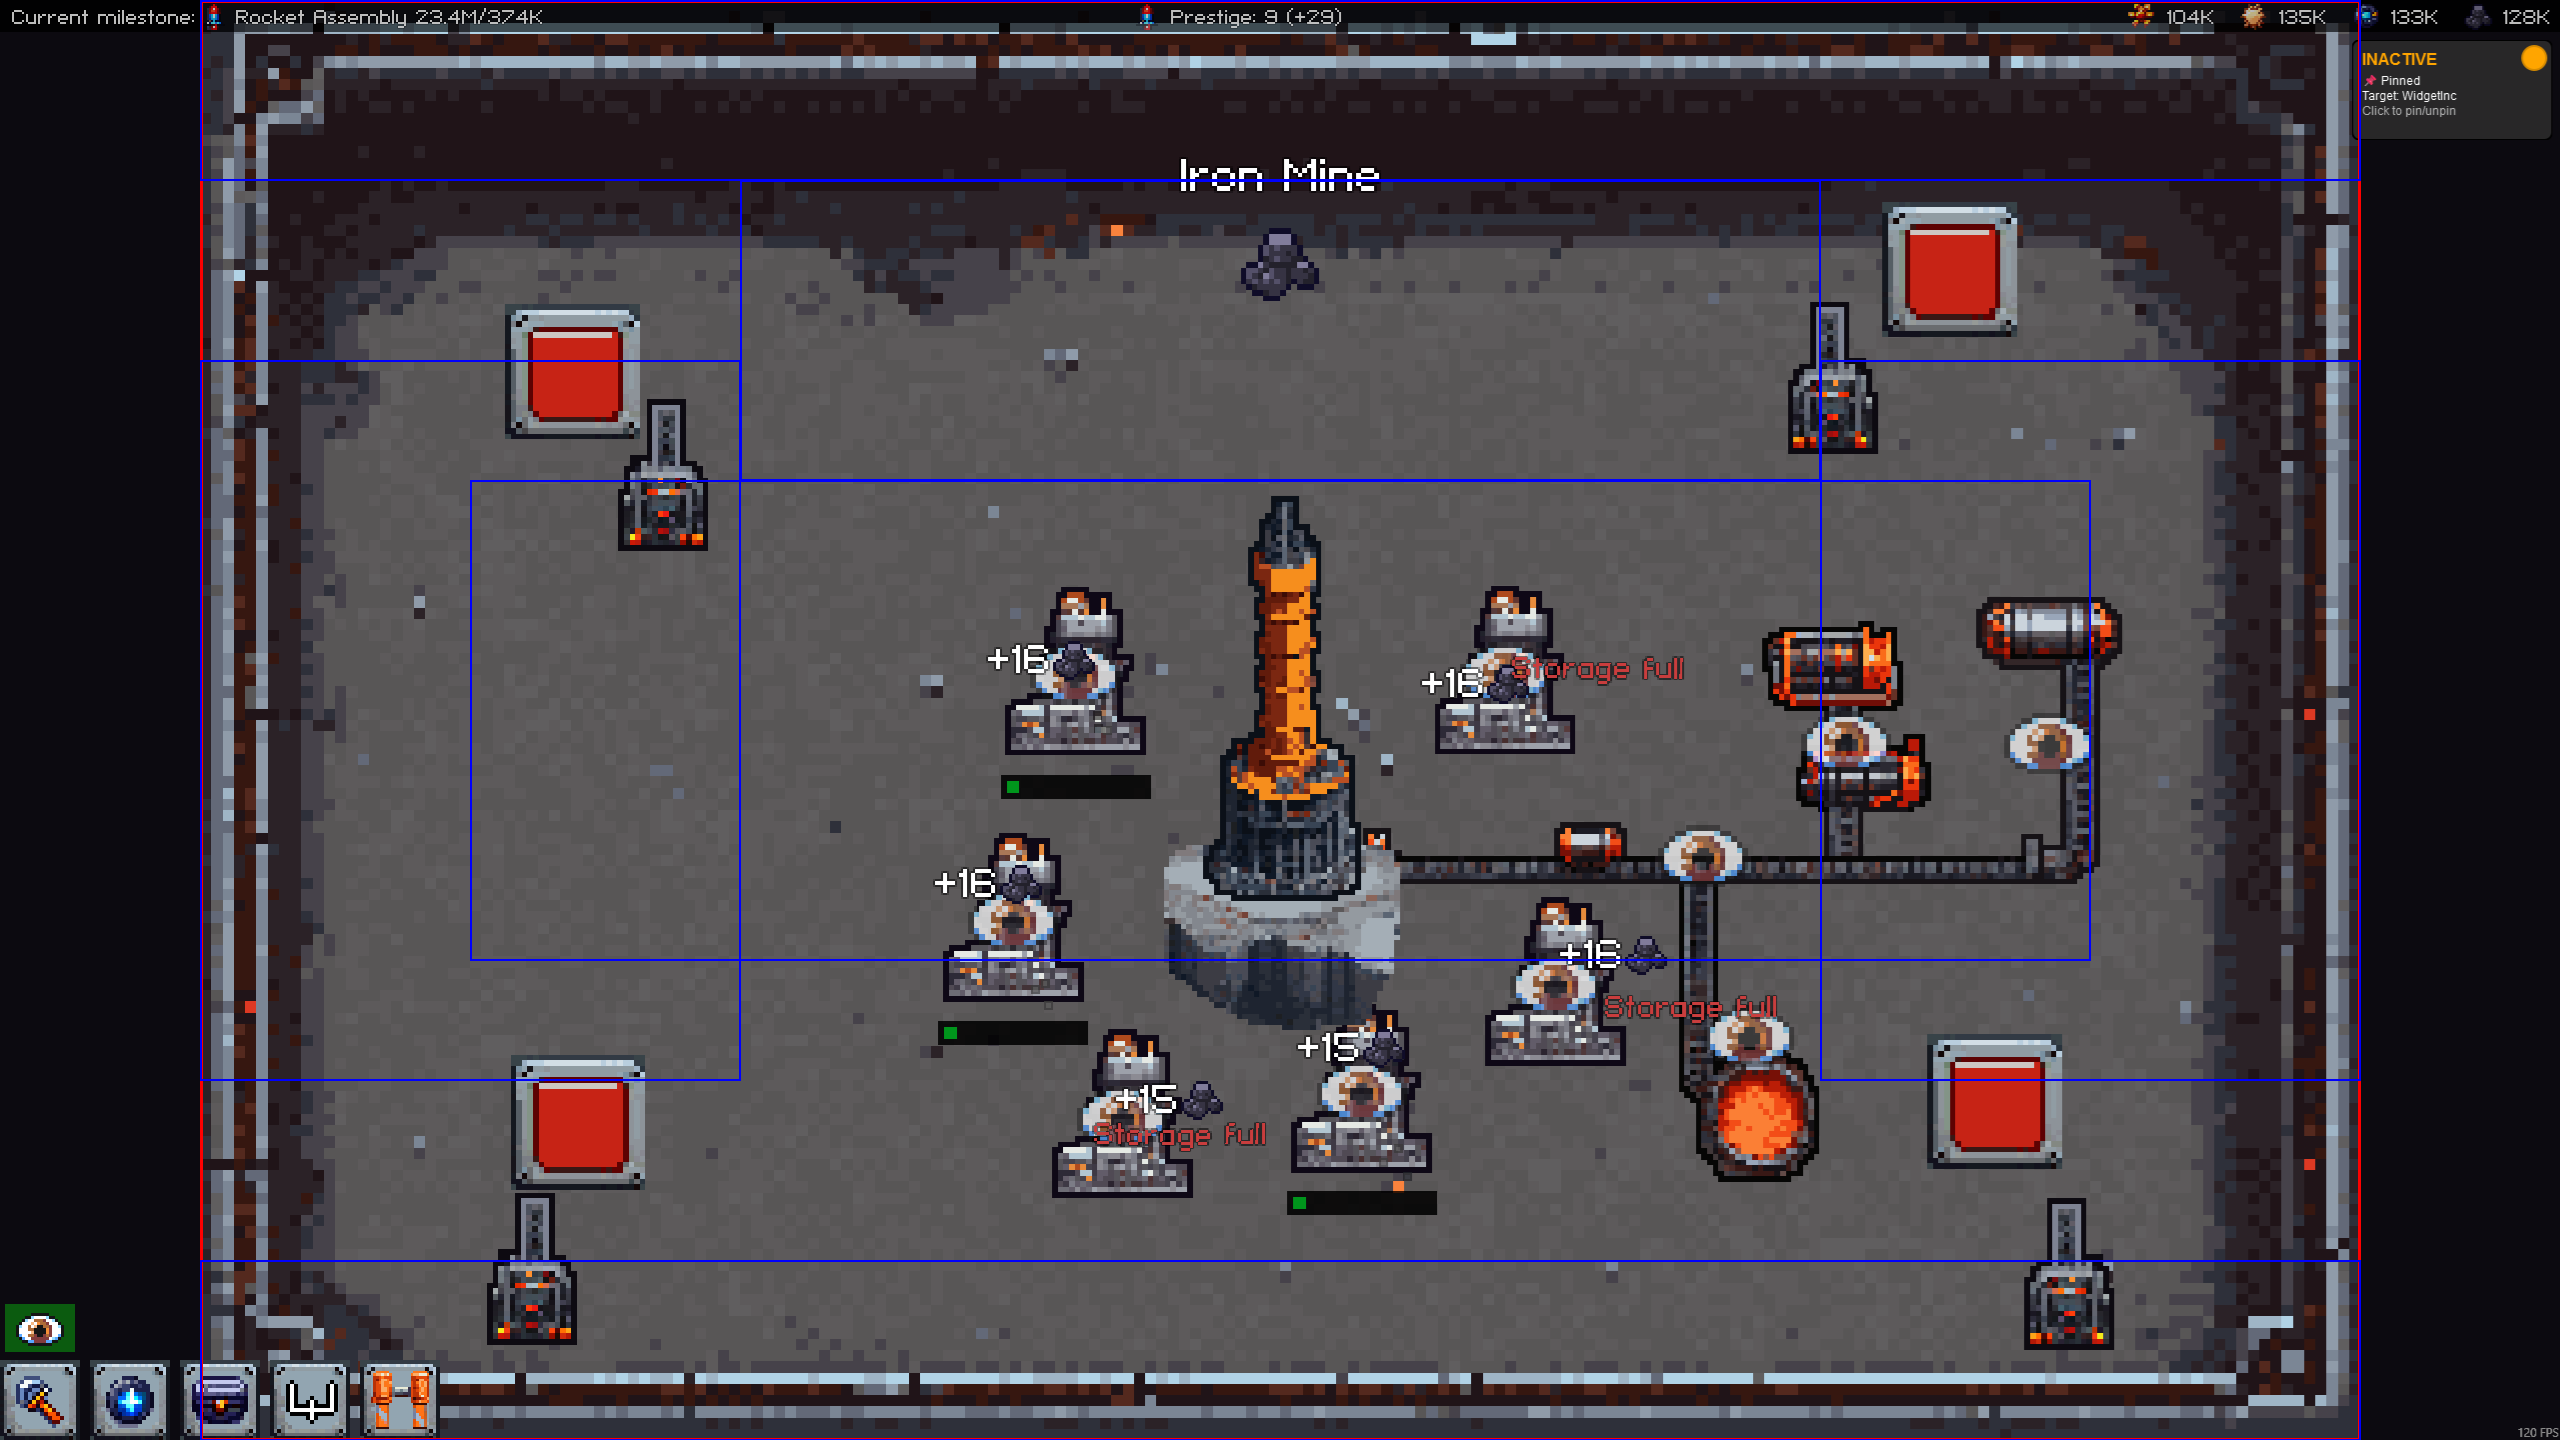 Current milestone: Rocket Assembly 23.4M/374K
Prestige: 9 (+29)
104K 135K 133K 128K
INACTIVE
Pinned
Target: WidgetInc
Click to pin/unpin
Iron Mine
+16
+16
Storage full
+16
+16
Storage full
+15
+15
Storage full
120 FPS